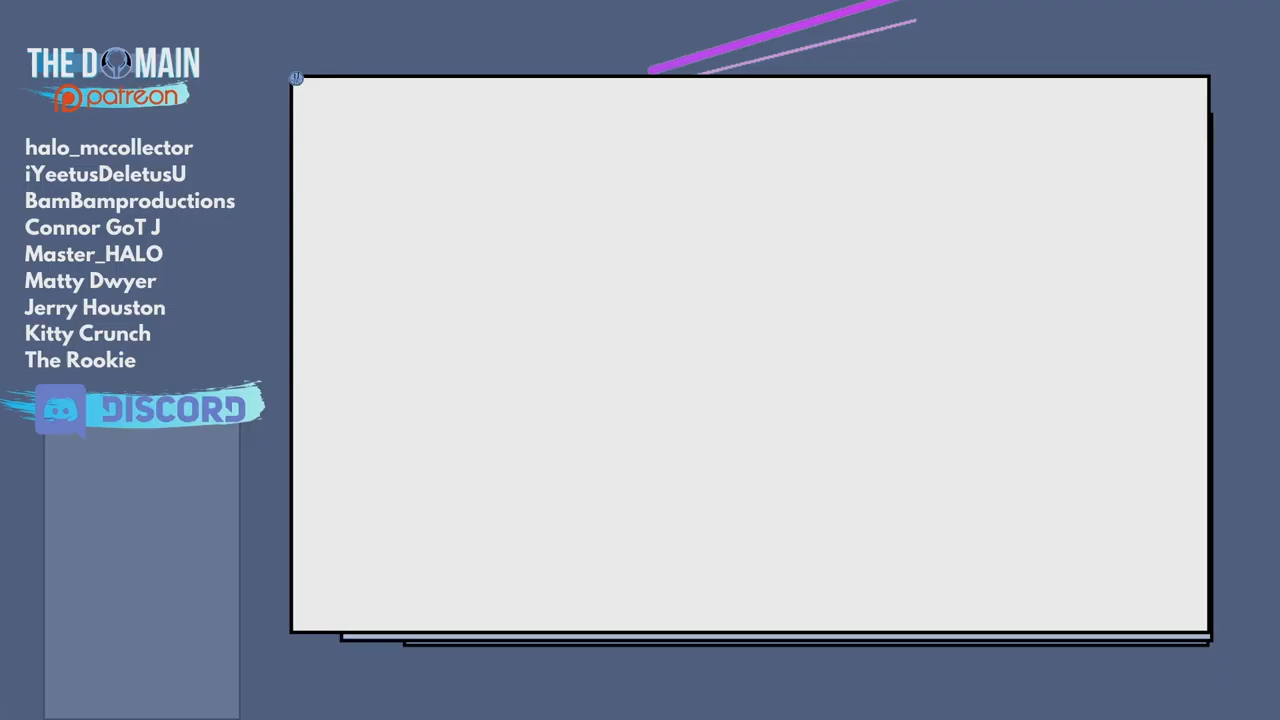 THE DOMAIN
patreon
halo_mccollector
iYeetusDeletusU
BamBamproductions
Connor GoT J
Master_HALO
Matty Dwyer
Jerry Houston
Kitty Crunch
The Rookie
DISCORD